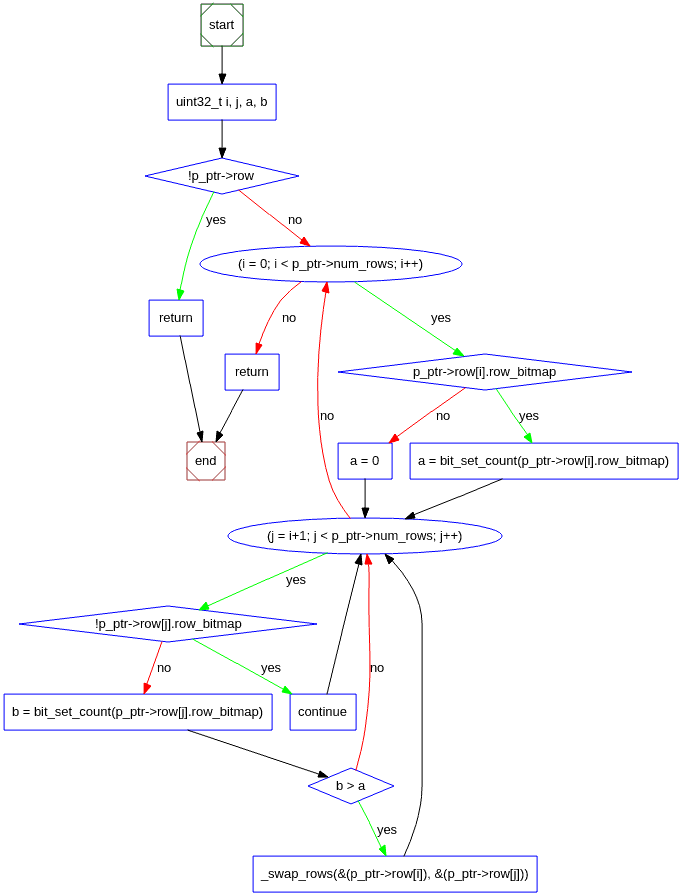 start
uint32_t i, j, a, b
!p_ptr->row
yes
no
(i = 0; i < p_ptr->num_rows; i++)
return
no
yes
return
p_ptr->row[i].row_bitmap
no
no
yes
end
a = 0
a = bit_set_count(p_ptr->row[i].row_bitmap)
(j = i+1; j < p_ptr->num_rows; j++)
yes
!p_ptr->row[j].row_bitmap
no
yes
no
b = bit_set_count(p_ptr->row[j].row_bitmap)
continue
b > a
yes
_swap_rows(&(p_ptr->row[i]), &(p_ptr->row[j]))